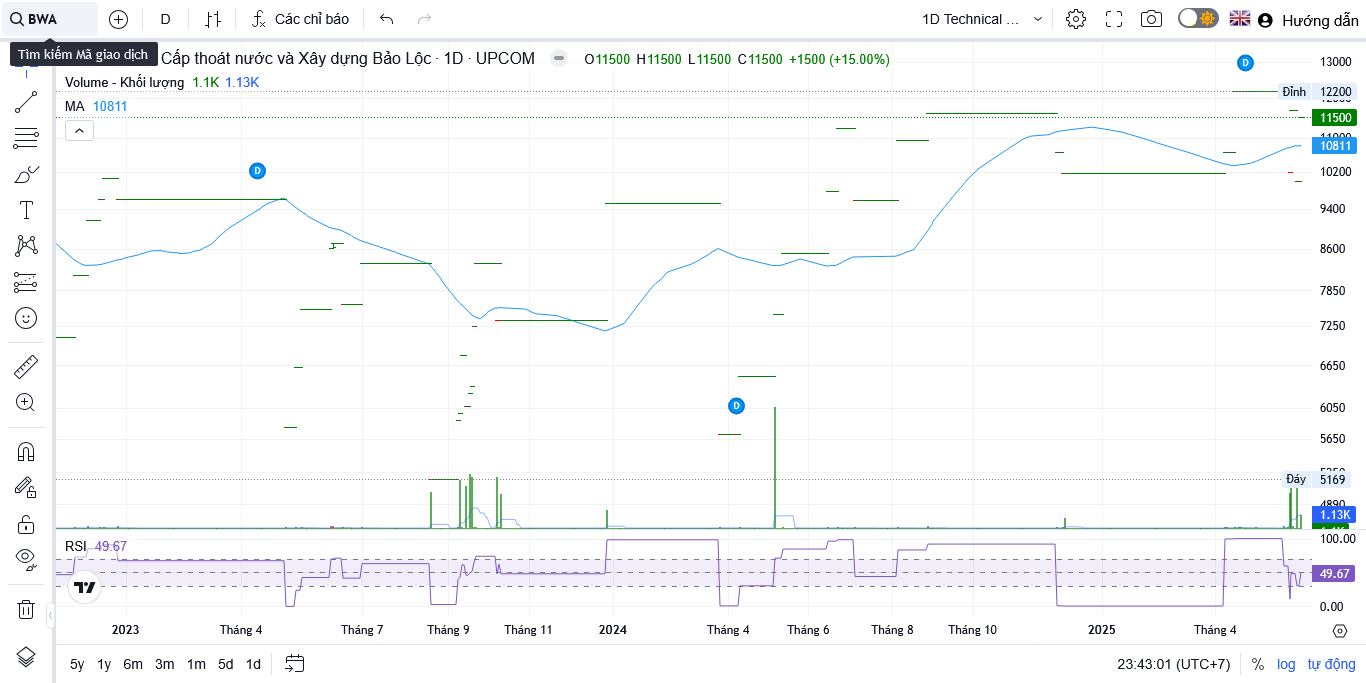 BWA
D
Các chỉ báo
1D Technical ...
Hướng dẫn
Tìm kiếm Mã giao dịch
Cấp thoát nước và Xây dựng Bảo Lộc · 1D · UPCOM
O11500 H11500 L11500 C11500 +1500 (+15.00%)
Volume - Khối lượng 1.1K 1.13K
MA 10811
D
D
D
13000
Đỉnh 12200
11500
10811
10200
9400
8600
7850
7250
6650
6050
5650
Đáy 5169
4890
1.13K
RSI 49.67
100.00
49.67
0.00
2023 Tháng 4 Tháng 7 Tháng 9 Tháng 11 2024 Tháng 4 Tháng 6 Tháng 8 Tháng 10 2025 Tháng 4
5y 1y 6m 3m 1m 5d 1d
23:43:01 (UTC+7) % log tự động